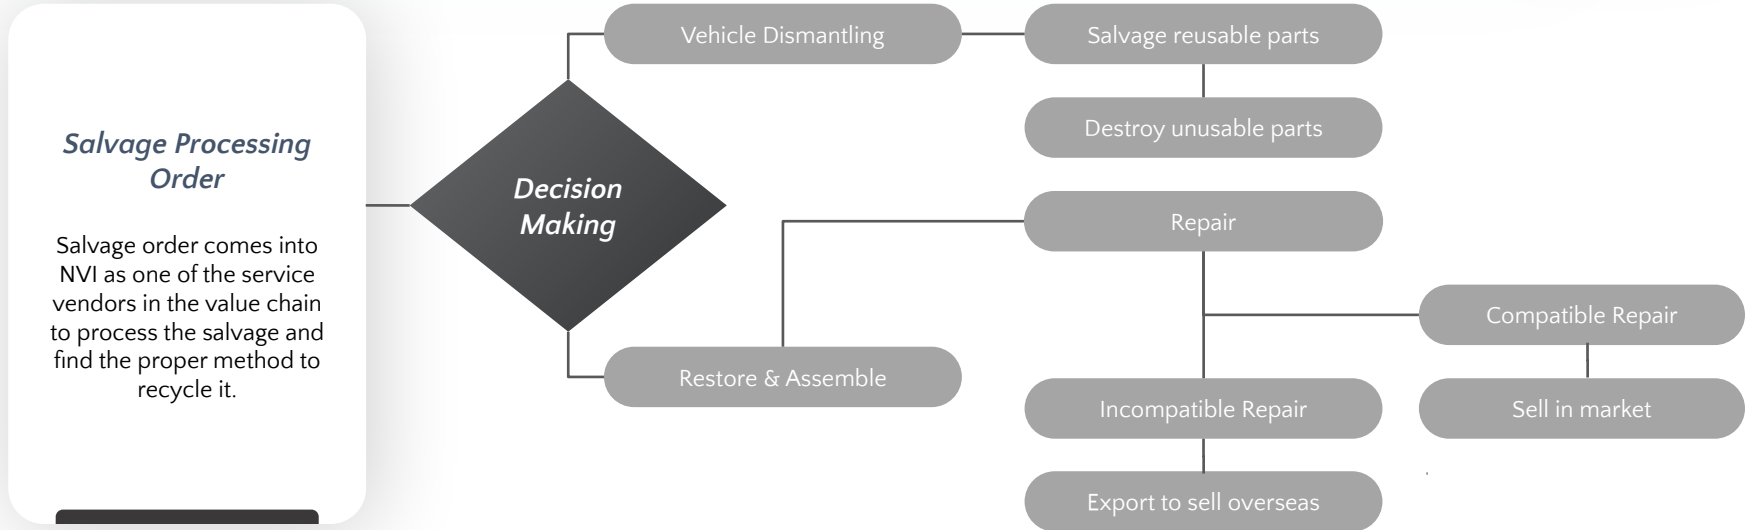 Salvage Processing
Order
Salvage order comes into
NVI as one of the service
vendors in the value chain
to process the salvage and
find the proper method to
recycle it.
Decision
Making
Vehicle Dismantling
Salvage reusable parts
Destroy unusable parts
Restore & Assemble
Repair
Compatible Repair
Sell in market
Incompatible Repair
Export to sell overseas